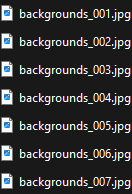 backgrounds_001.jpg
backgrounds_002.jpg
backgrounds_003.jpg
backgrounds_004.jpg
backgrounds_005.jpg
backgrounds_006.jpg
backgrounds_007.jpg